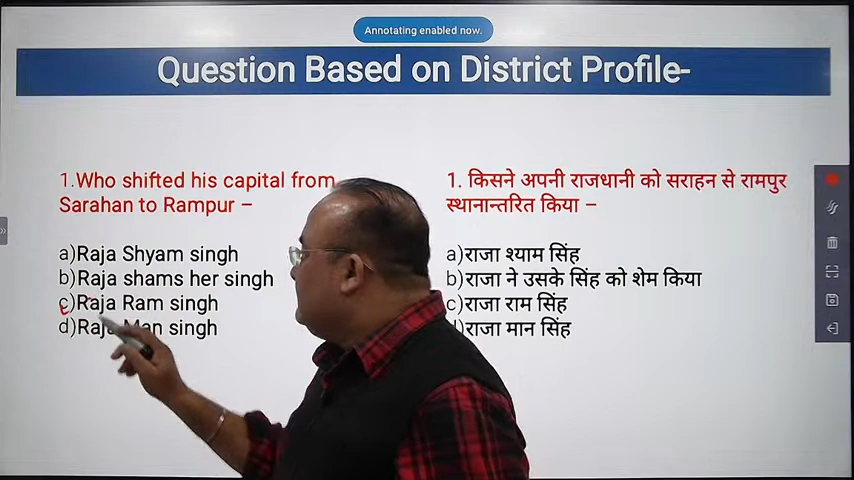 Annotating enabled now.
Question Based on District Profile-
1.Who shifted his capital from
Sarahan to Rampur –
a)Raja Shyam singh
b)Raja shams her singh
c)Raja Ram singh
d)Raja Man singh
1. किसने अपनी राजधानी को सराहन से रामपुर
स्थानान्तरित किया –
a)राजा श्याम सिंह
b)राजा ने उसके सिंह को शेम किया
c)राजा राम सिंह
d)राजा मान सिंह